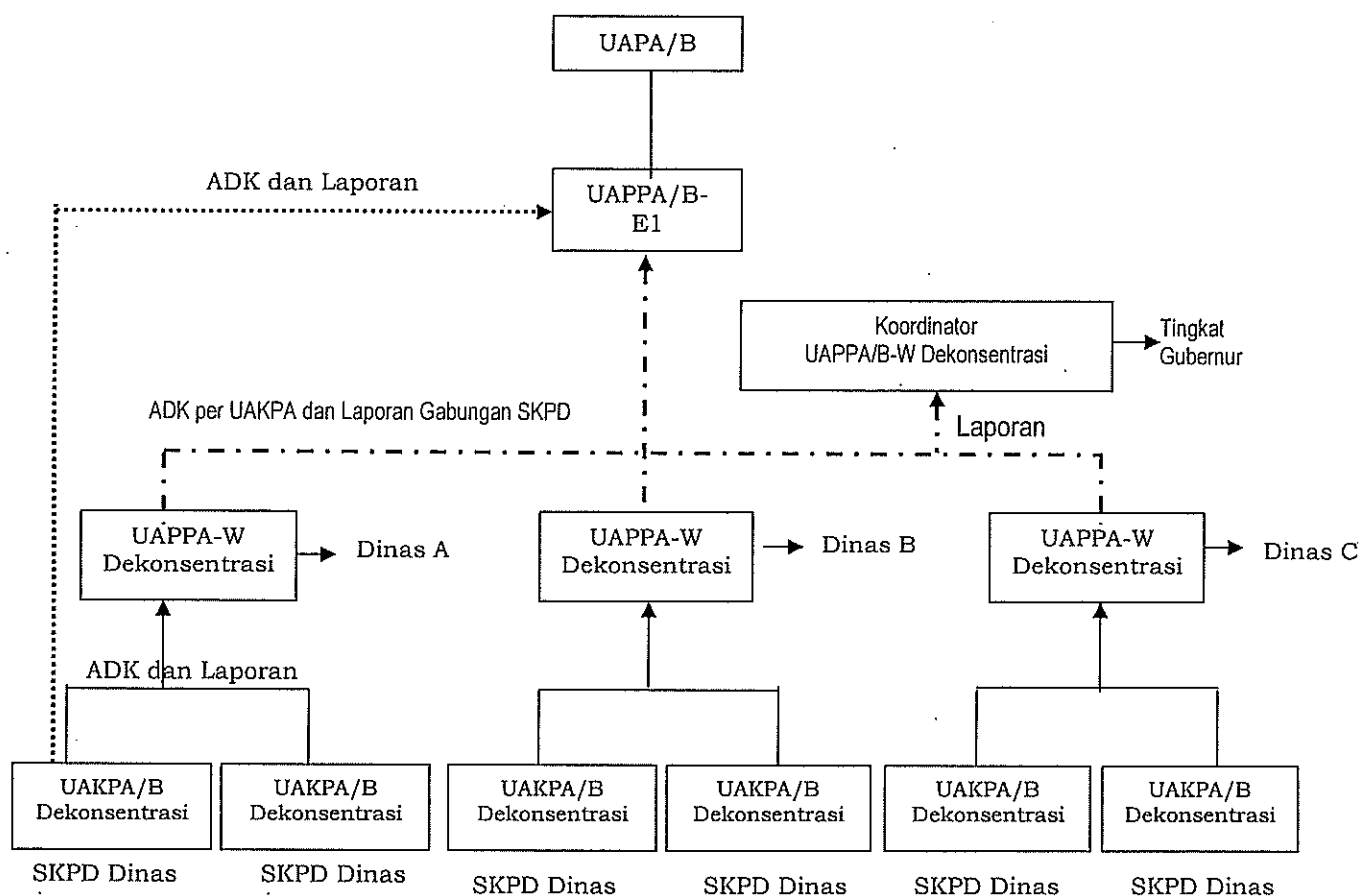 UAPA/B
ADK dan Laporan
UAPPA/B-
E1
Koordinator
UAPPA/B-W Dekonsentrasi
Tingkat
Gubernur
ADK per UAKPA dan Laporan Gabungan SKPD
Laporan
UAPPA-W
Dekonsentrasi
Dinas A
UAPPA-W
Dekonsentrasi
Dinas B
UAPPA-W
Dekonsentrasi
Dinas C
ADK dan Laporan
UAKPA/B
Dekonsentrasi
UAKPA/B
Dekonsentrasi
UAKPA/B
Dekonsentrasi
UAKPA/B
Dekonsentrasi
UAKPA/B
Dekonsentrasi
UAKPA/B
Dekonsentrasi
SKPD Dinas
SKPD Dinas
SKPD Dinas
SKPD Dinas
SKPD Dinas
SKPD Dinas